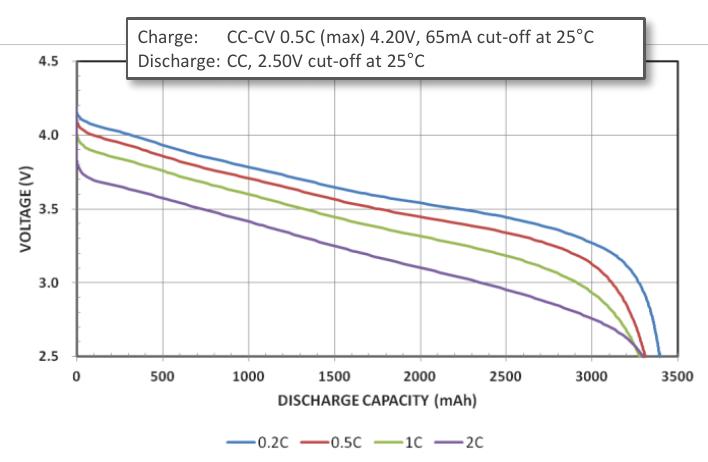 Charge: CC-CV 0.5C (max) 4.20V, 65mA cut-off at 25°C
Discharge: CC, 2.50V cut-off at 25°C
4.5
4.0
3.5
3.0
2.5
VOLTAGE (V)
0 500 1000 1500 2000 2500 3000 3500
DISCHARGE CAPACITY (mAh)
0.2C 0.5C 1C 2C